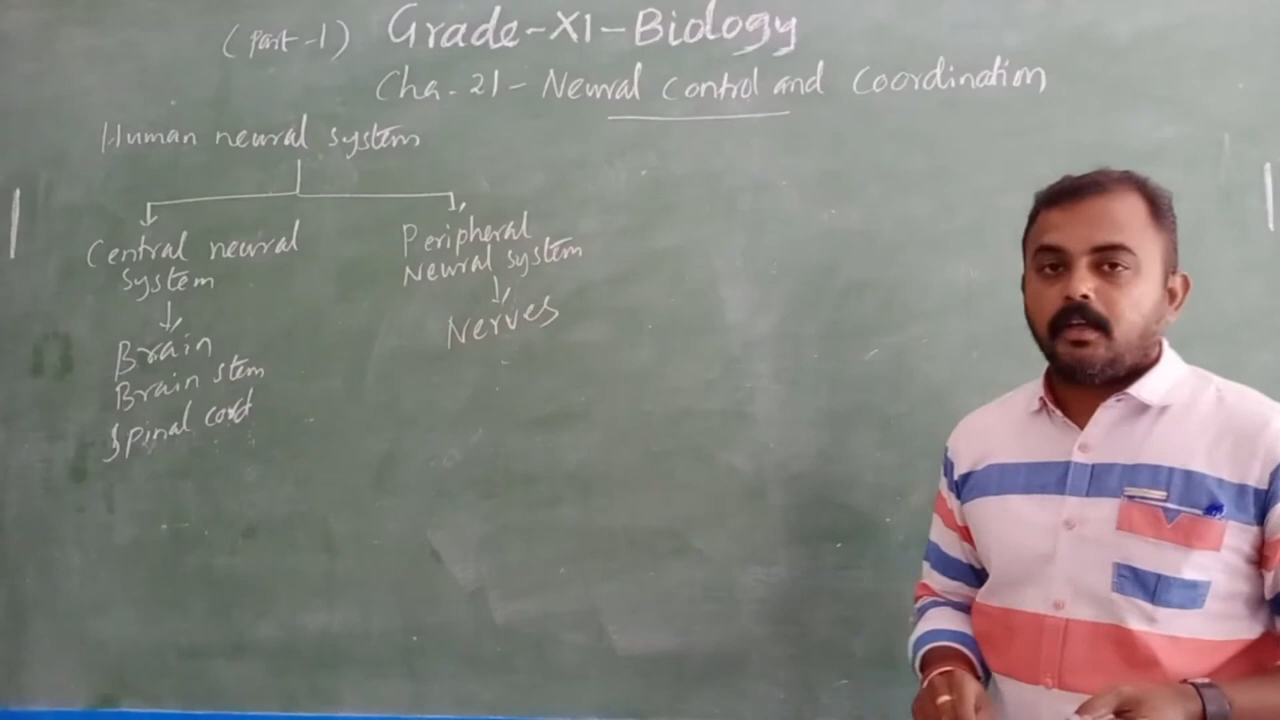 (Part-1) Grade-XI-Biology
Cha. 21 - Neural control and Coordination
Human neural system
Central neural
system
Brain
Brain stem
Spinal cord
Peripheral
Neural system
Nerves